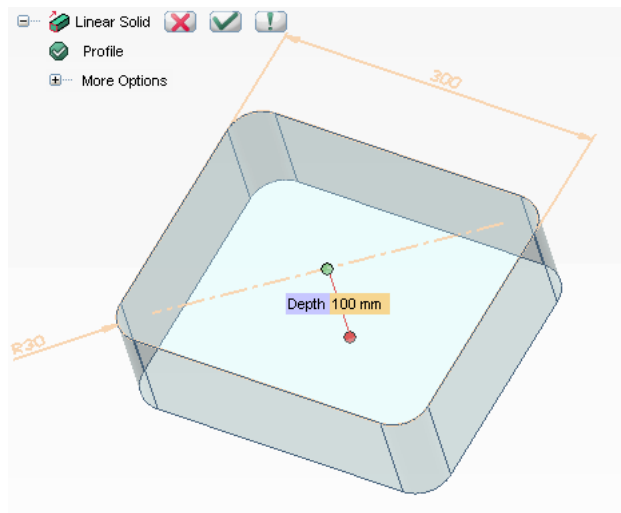 Linear Solid
Profile
More Options
300
Depth 100 mm
R30